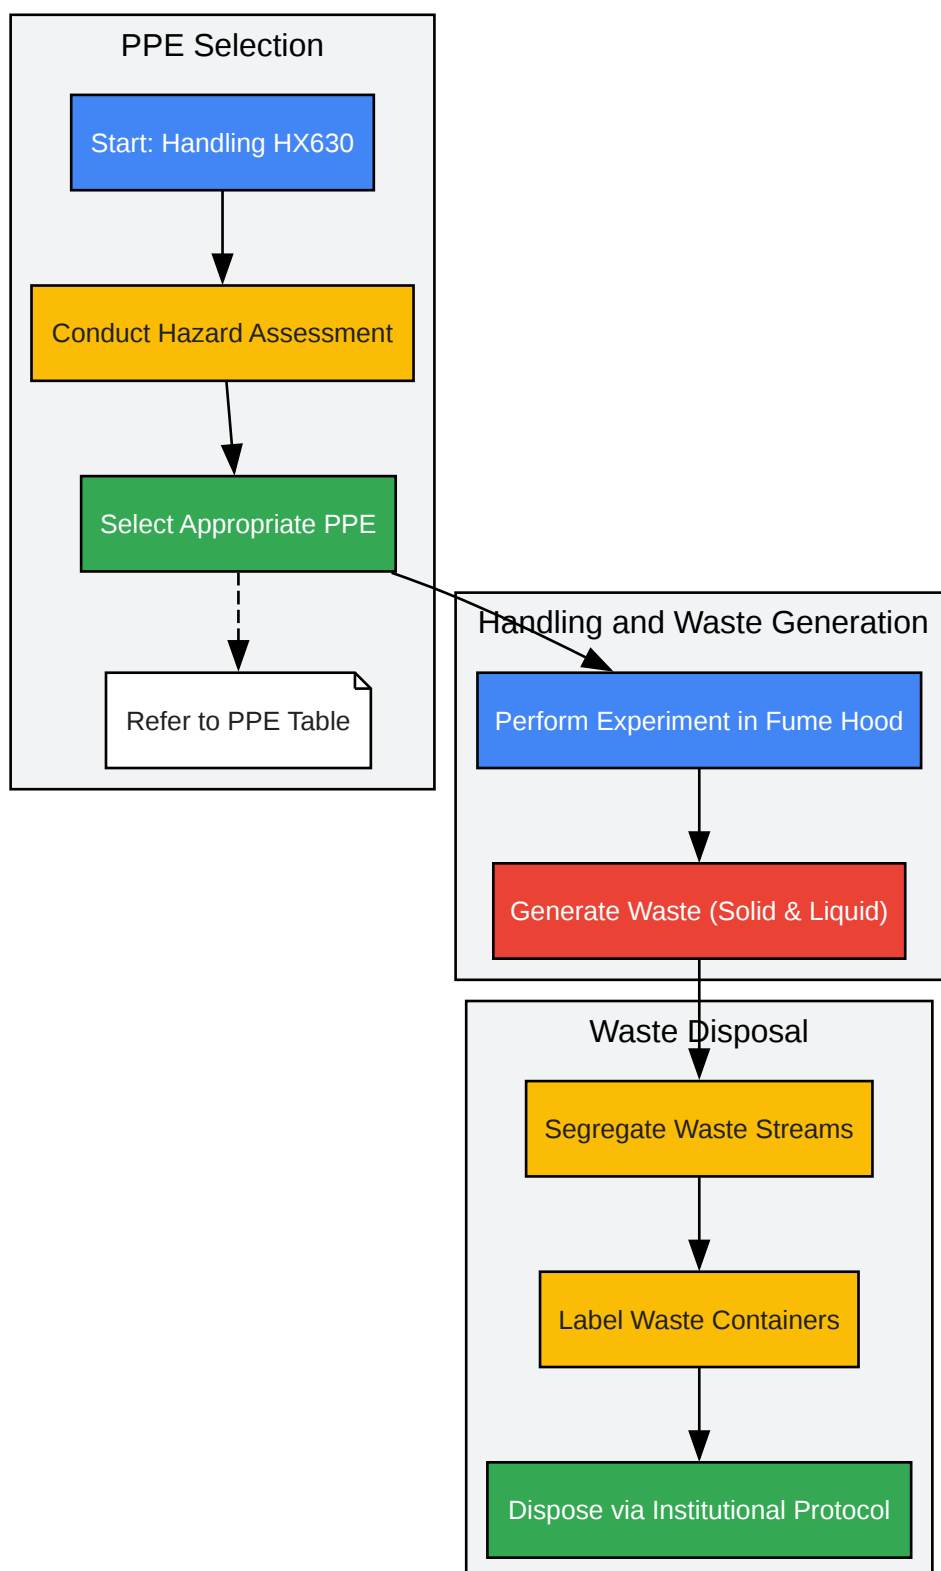 PPE Selection
Start: Handling HX630
Conduct Hazard Assessment
Select Appropriate PPE
Refer to PPE Table
Handling and Waste Generation
Perform Experiment in Fume Hood
Generate Waste (Solid & Liquid)
Waste Disposal
Segregate Waste Streams
Label Waste Containers
Dispose via Institutional Protocol